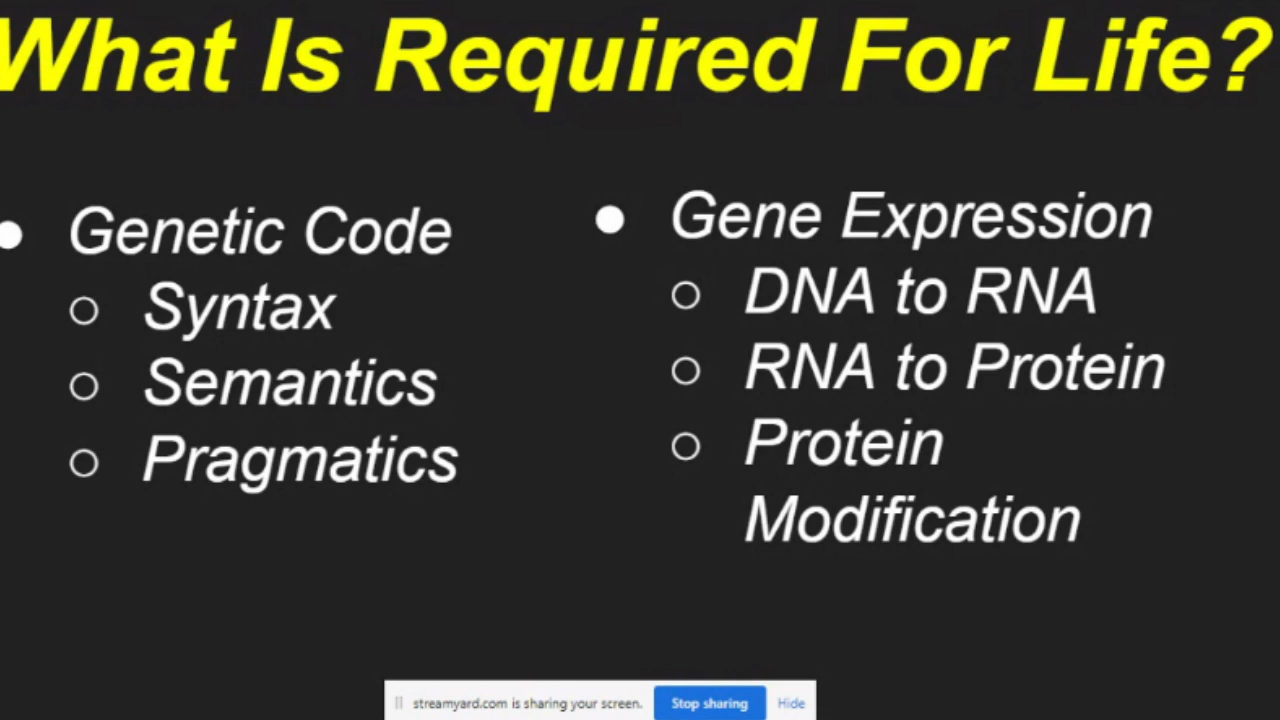 What Is Required For Life?
● Genetic Code
○ Syntax
○ Semantics
○ Pragmatics
● Gene Expression
○ DNA to RNA
○ RNA to Protein
○ Protein
Modification
streamyard.com is sharing your screen. Stop sharing Hide